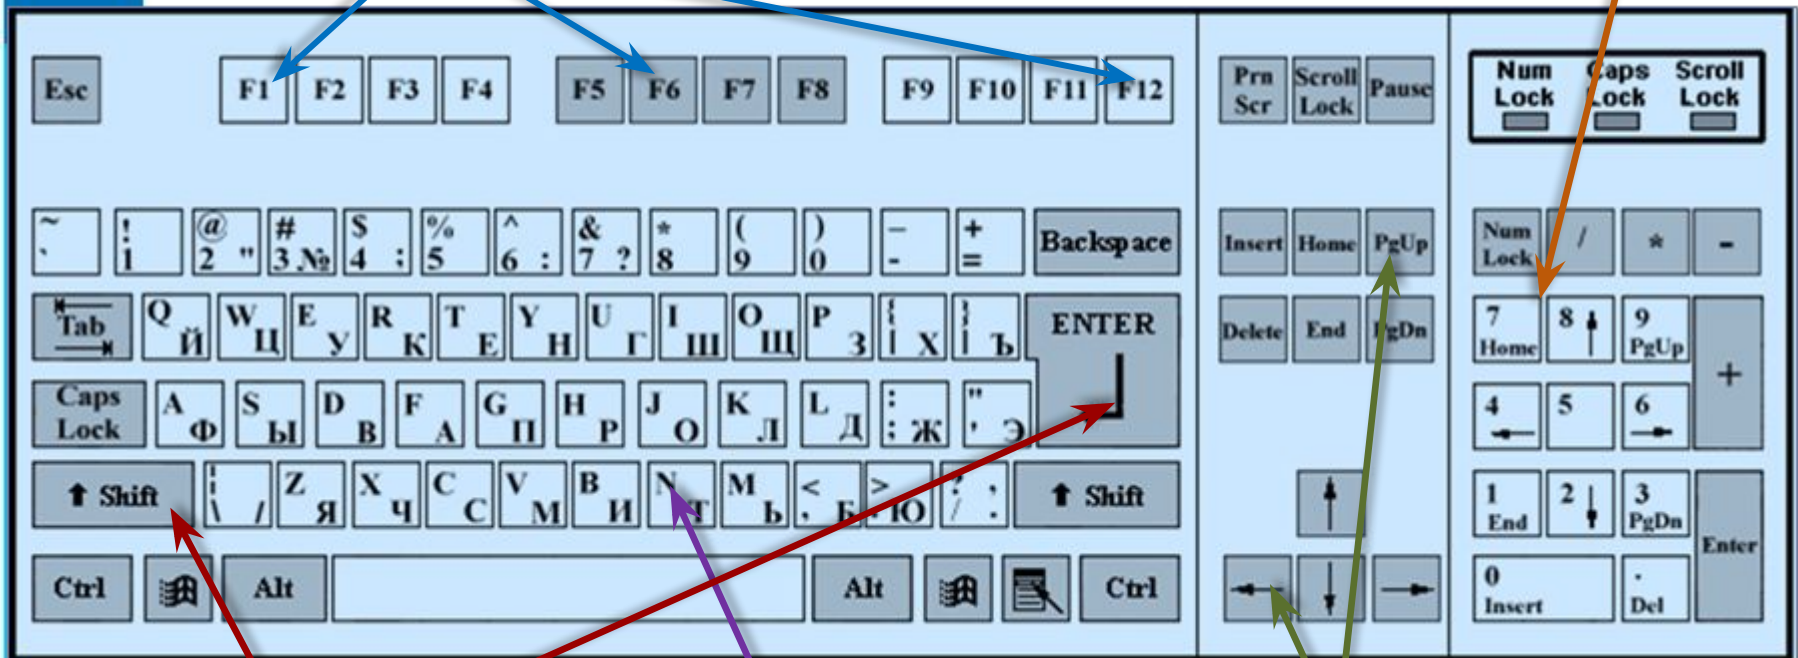 Esc F1 F2 F3 F4 F5 F6 F7 F8 F9 F10 F11 F12 Prn Scr Scroll Lock Pause Num Lock Caps Lock Scroll Lock
~ ` ! 1 @ 2 " # 3 № $ 4 ; % 5 ^ 6 : & 7 ? * 8 ( 9 ) 0 – - + = Backspace Insert Home PgUp Num Lock / * -
Tab Q Й W Ц E У R К T Е Y Н U Г I Ш O Щ P З { | Х } | Ъ ENTER Delete End PgDn 7 Home 8 9 PgUp +
Caps Lock A Ф S Ы D В F А G П H Р J О K Л L Д : ; Ж " ' Э 4 5 6
Shift ¦ \ / Z Я X Ч C С V М B И N Т M Ь < , Б > . Ю ? / , . Shift 1 End 2 3 PgDn Enter
Ctrl Alt Alt Ctrl 0 Insert . Del